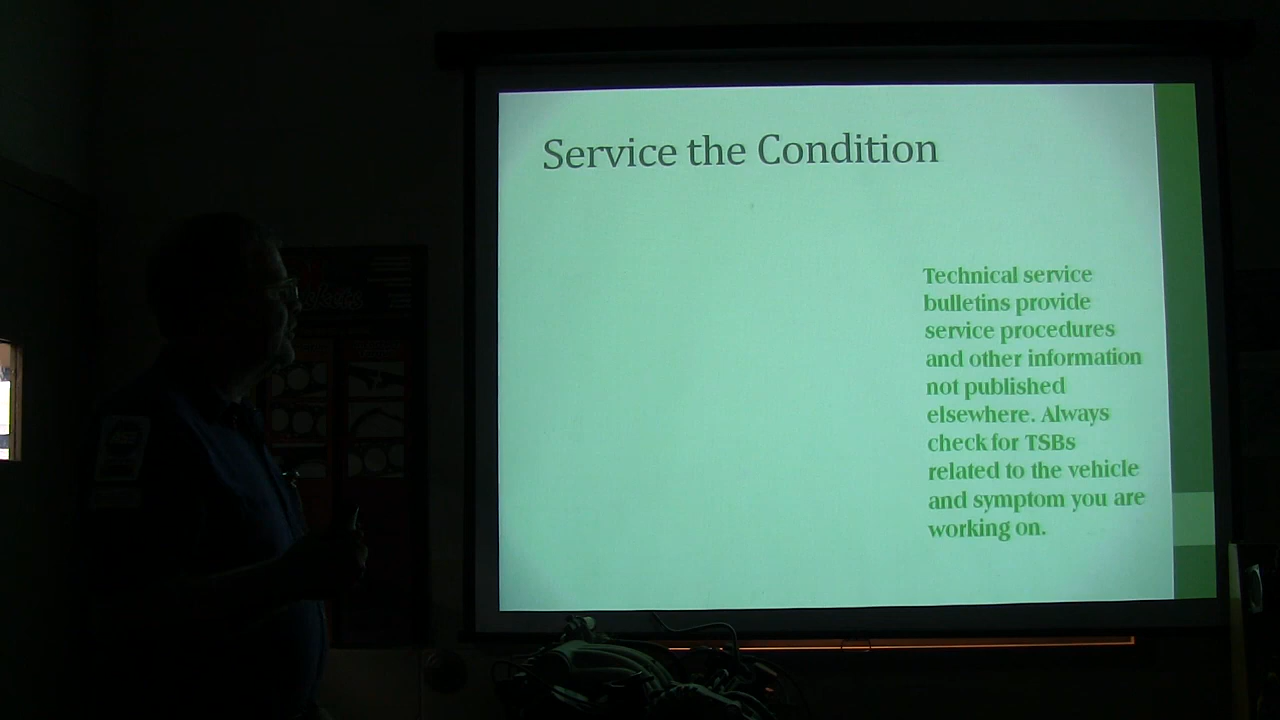 Service the Condition
Technical service
bulletins provide
service procedures
and other information
not published
elsewhere. Always
check for TSBs
related to the vehicle
and symptom you are
working on.